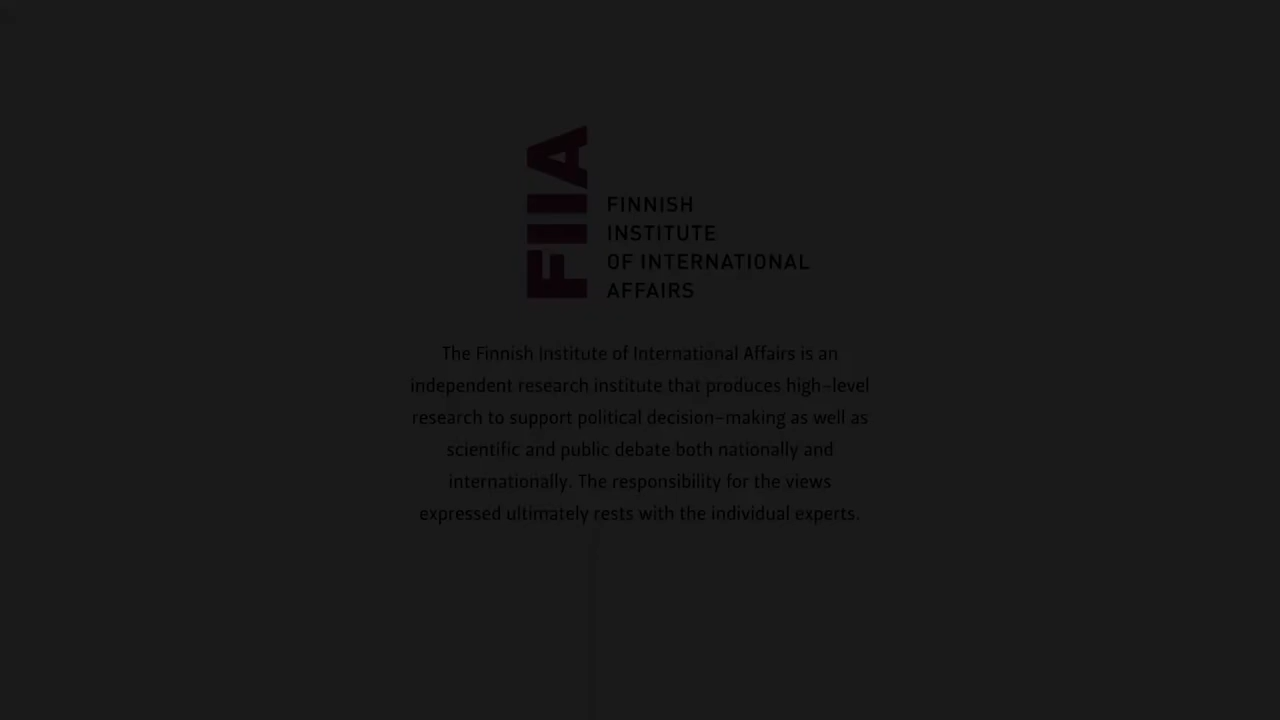 FIIA
FINNISH
INSTITUTE
OF INTERNATIONAL
AFFAIRS
The Finnish Institute of International Affairs is an
independent research institute that produces high-level
research to support political decision-making as well as
scientific and public debate both nationally and
internationally. The responsibility for the views
expressed ultimately rests with the individual experts.